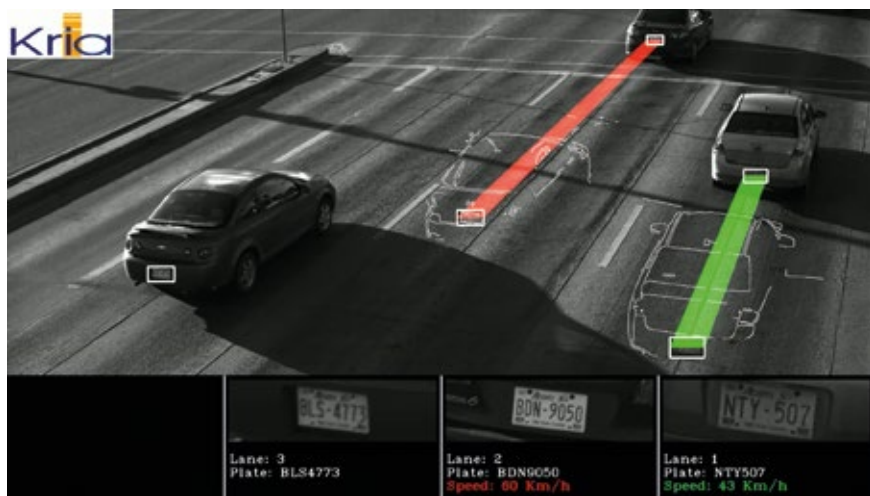 Kria
BLS-4773
Lane: 3
Plate: BLS4773
BDN-9050
Lane: 2
Plate: BDN9050
Speed: 60 Km/h
NTY-507
Lane: 1
Plate: NTY507
Speed: 43 Km/h